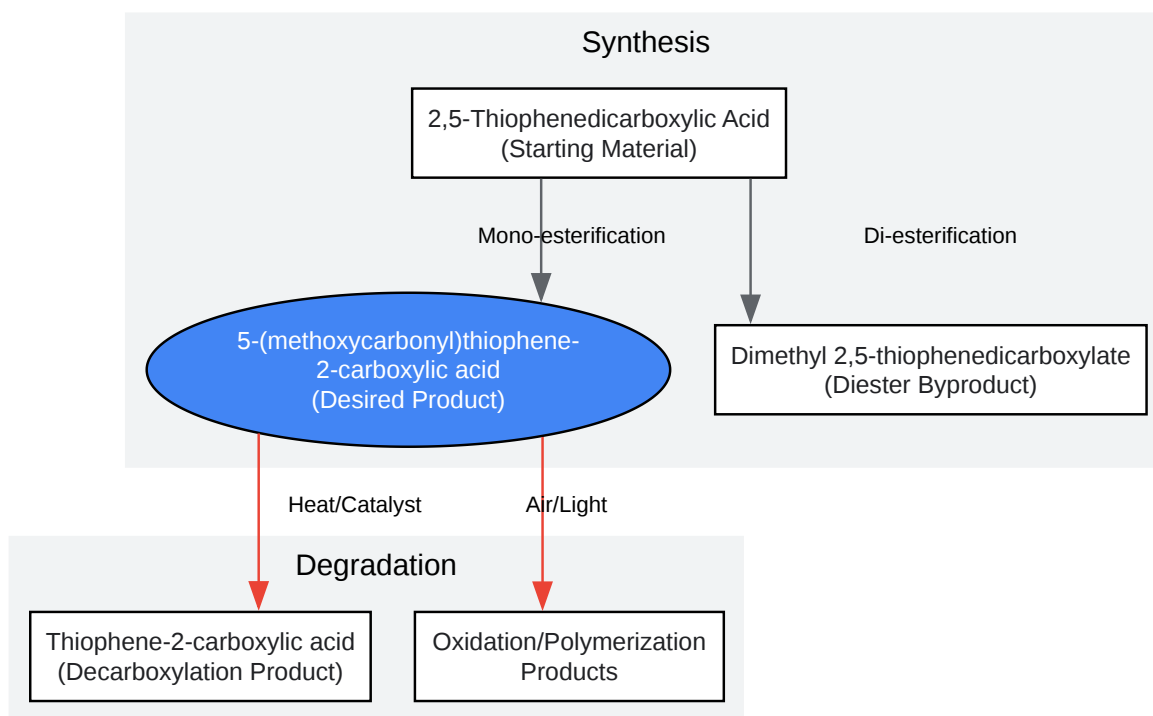 Synthesis
2,5-Thiophenedicarboxylic Acid
(Starting Material)
Mono-esterification
Di-esterification
5-(methoxycarbonyl)thiophene-
2-carboxylic acid
(Desired Product)
Dimethyl 2,5-thiophenedicarboxylate
(Diester Byproduct)
Heat/Catalyst
Air/Light
Degradation
Thiophene-2-carboxylic acid
(Decarboxylation Product)
Oxidation/Polymerization
Products